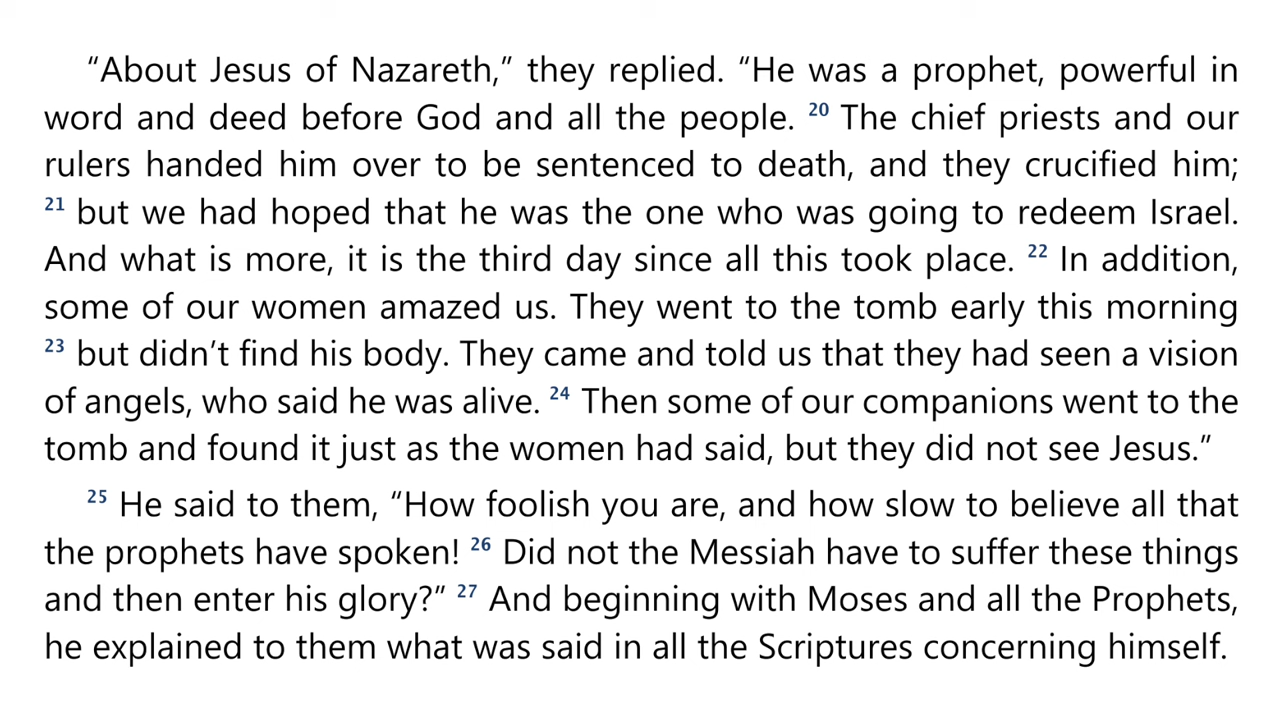 “About Jesus of Nazareth,” they replied. “He was a prophet, powerful in
word and deed before God and all the people. 20 The chief priests and our
rulers handed him over to be sentenced to death, and they crucified him;
21 but we had hoped that he was the one who was going to redeem Israel.
And what is more, it is the third day since all this took place. 22 In addition,
some of our women amazed us. They went to the tomb early this morning
23 but didn’t find his body. They came and told us that they had seen a vision
of angels, who said he was alive. 24 Then some of our companions went to the
tomb and found it just as the women had said, but they did not see Jesus.”
25 He said to them, “How foolish you are, and how slow to believe all that
the prophets have spoken! 26 Did not the Messiah have to suffer these things
and then enter his glory?” 27 And beginning with Moses and all the Prophets,
he explained to them what was said in all the Scriptures concerning himself.